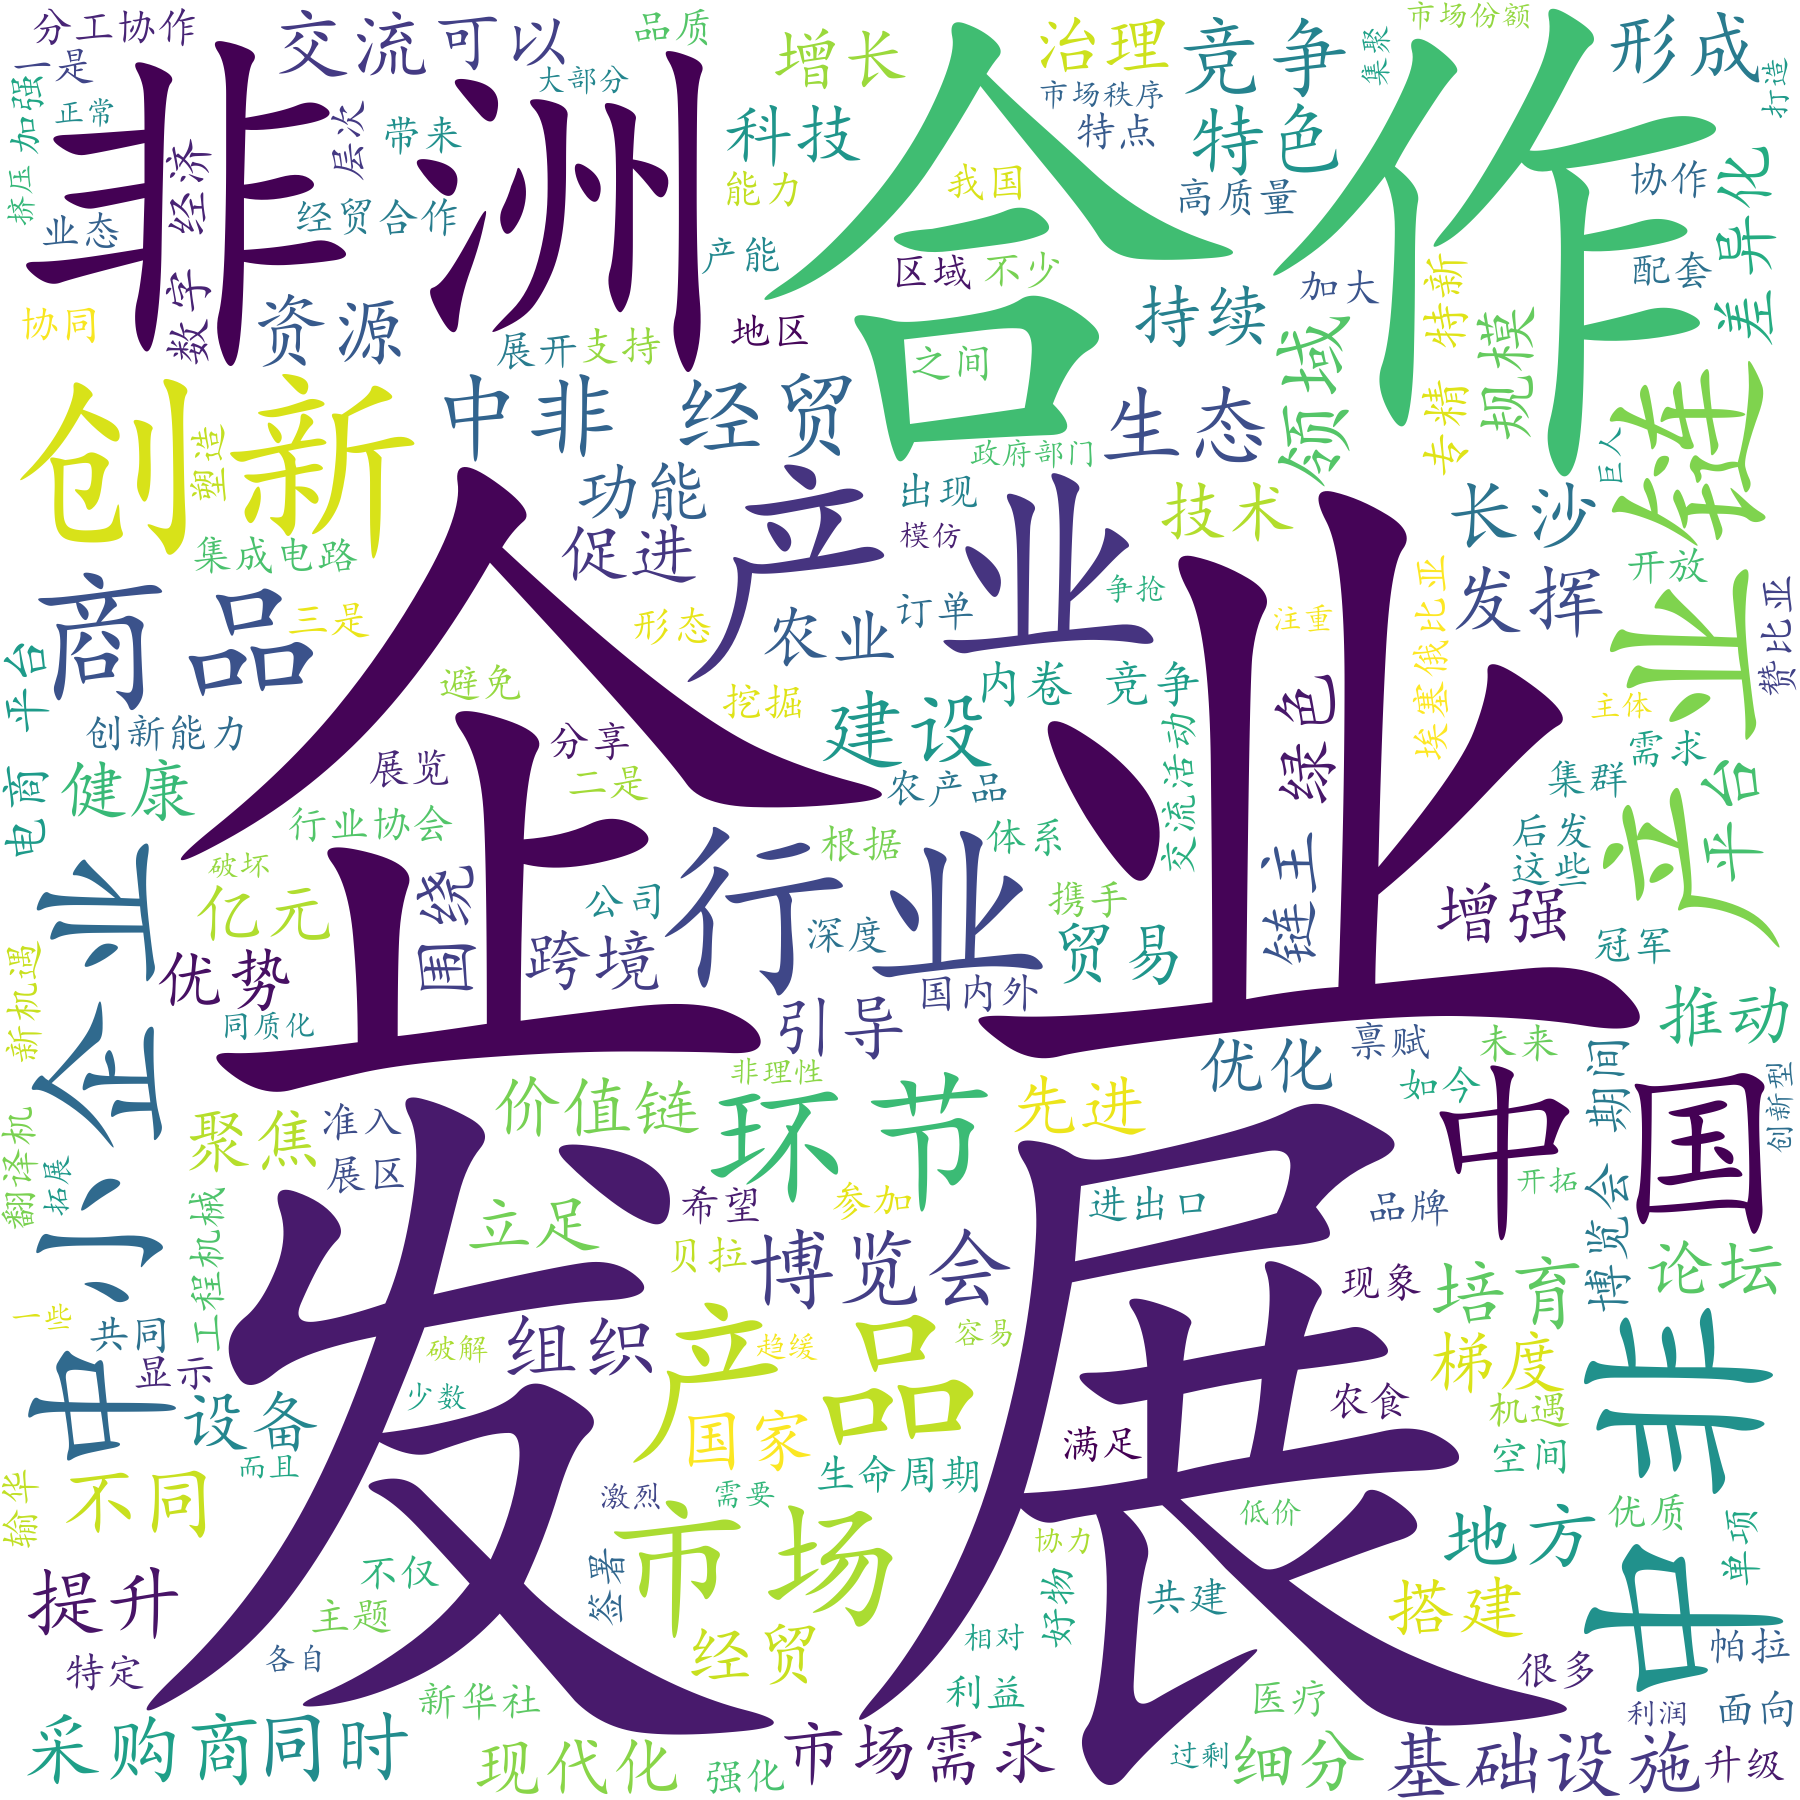 分工协作
交流可以
品质
增长
治理
竞争
市场份额
集聚
形成
打造
一是
非洲
大部分
合作
市场秩序
正常
加强
层次
带来
科技
特点
特色
挤压
能力
我国
高质量
协作
差异化
业态
数字经济
经贸合作
产能
区域
不少
加大
配套
协同
资源
展开
支持
地区
持续
特新
专精
规模
领域
之间
创新
塑造
中非 经贸
生态
链
巨人
政府部门
功能
产业
出现
技术
长沙
集成电路
促进
模仿
争抢
开放
商品
三是
形态
农业
订单
注重
埃塞俄比亚
发挥
产业链
赞比亚
电商 平台
避免
挖掘
内卷 竞争
绿色
主体
创新能力
企业
展览
分享
建设
交流活动
需求
健康
二是
农产品
集群
平台
行业协会
行业
根据
体系
链主
后发
这些
破坏
亿元
围绕
公司
深度
携手
增强
中小企业
优势
跨境
国内外
贸易
冠军
新机遇
同质化
引导
推动
禀赋
未来
非理性
优化
期间
创新型
翻译机
拓展
聚焦
准入
价值链
环节
先进
如今
中国
展区
发展
立足
希望
参加
进出口
品牌
开拓
博览会
工程机械
贝拉
博览会
现象
培育
论坛
一些
共同
组织
破解
趋缓
容易
显示
产品
梯度
中非
设备
少数
国家
满足
农食
机遇
而且
生命周期
空间
输华
不同
激烈
需要
低价
优质
单项
市场
协力
地方
提升
不仅
签署
共建
好物
搭建
主题
经贸
相对
帕拉
特定
各自
很多
新华社
利益
医疗
利润
面向
采购商同时
现代化
强化
市场需求
过剩
细分
基础设施
升级